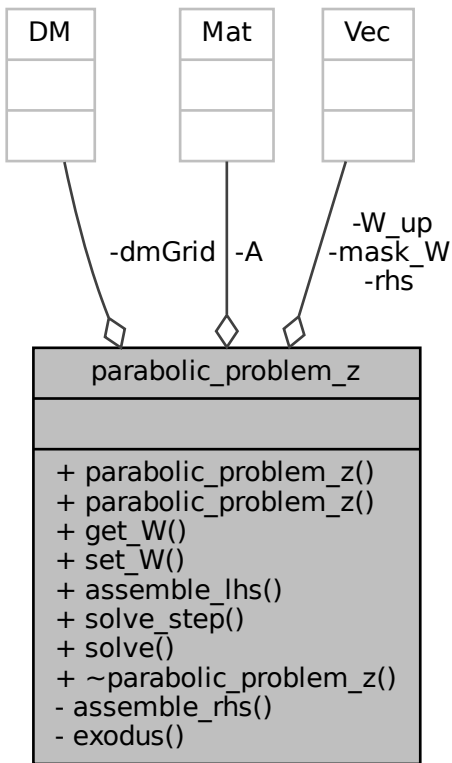 DM
Mat
Vec
-dmGrid
-A
-W_up
-mask_W
-rhs
parabolic_problem_z
+ parabolic_problem_z()
+ parabolic_problem_z()
+ get_W()
+ set_W()
+ assemble_lhs()
+ solve_step()
+ solve()
+ ~parabolic_problem_z()
- assemble_rhs()
- exodus()